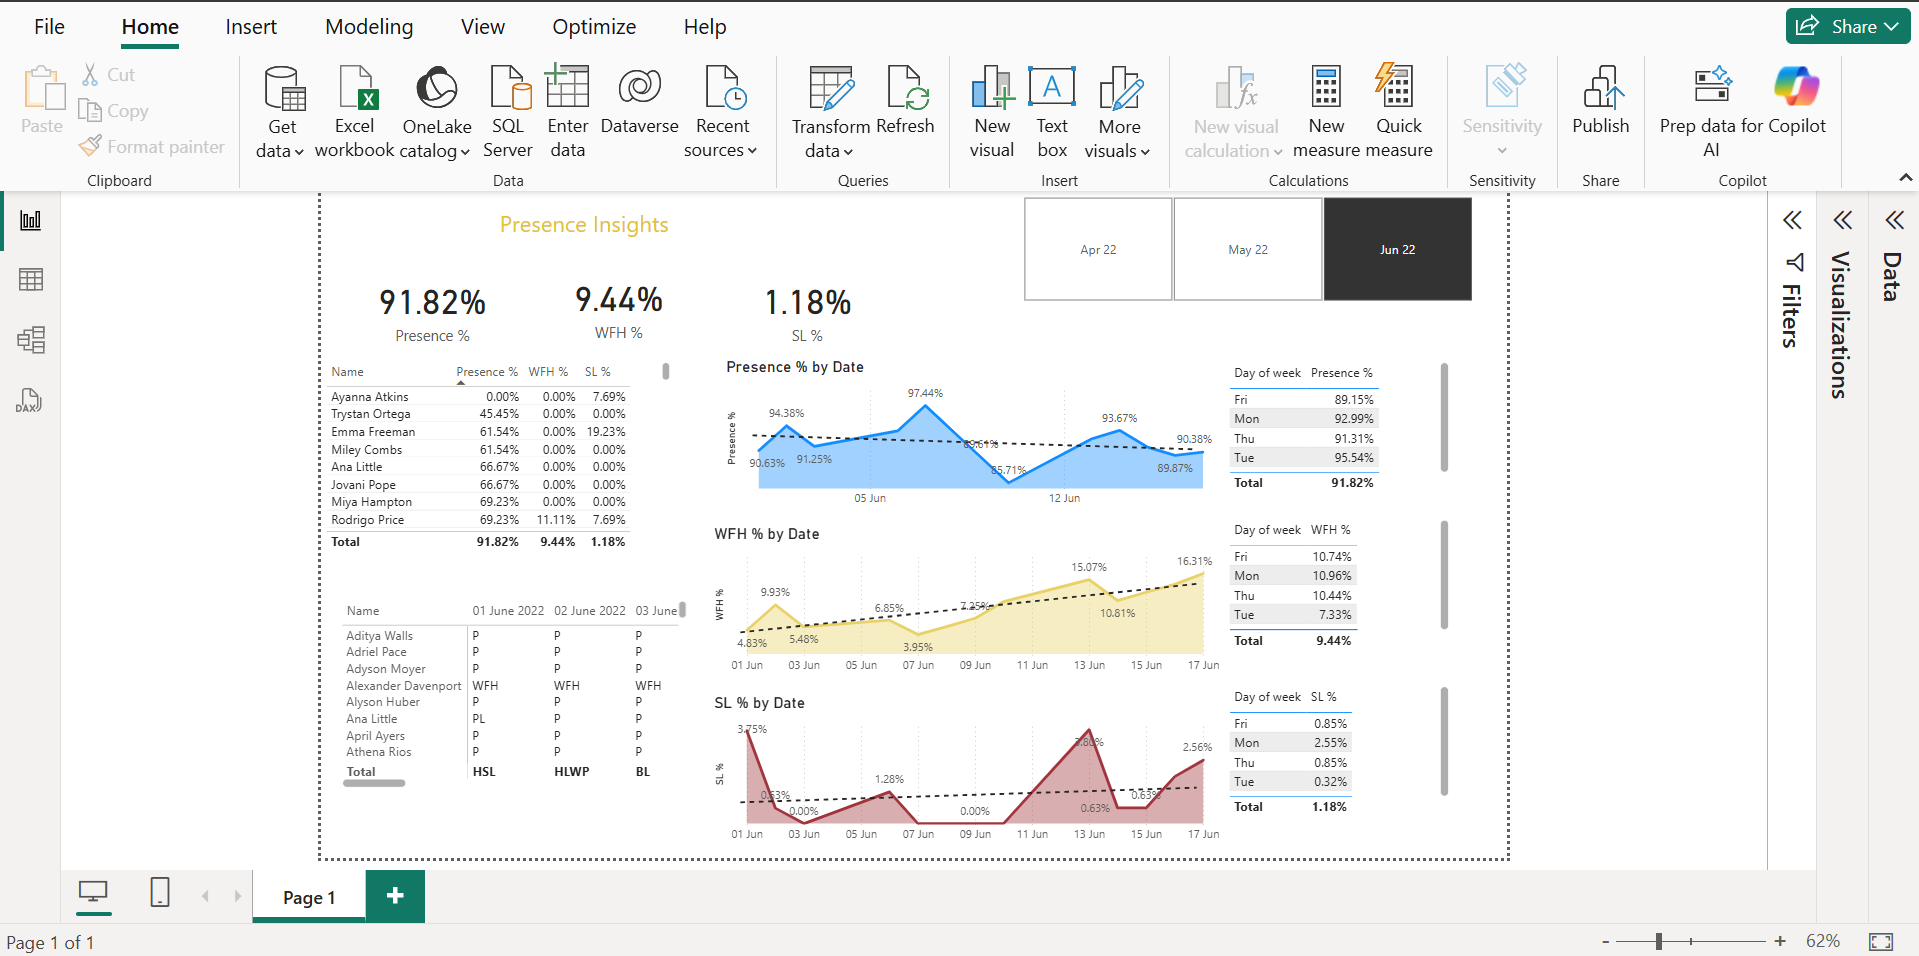 File Home Insert Modeling View Optimize Help Share
Paste
Cut
Copy
Format painter
Clipboard
Get data
Excel workbook
OneLake catalog
SQL Server
Enter data
Dataverse
Recent sources
Data
Transform data
Refresh
Queries
New visual
Text box
More visuals
Insert
New visual calculation
New measure
Quick measure
Calculations
Sensitivity
Sensitivity
Publish
Share
Prep data for AI
Copilot
Copilot
DAX
Presence Insights
Apr 22 May 22 Jun 22
91.82% 9.44% 1.18%
Presence % WFH % SL %
Name Presence % WFH % SL %
Ayanna Atkins 0.00% 0.00% 7.69%
Trystan Ortega 45.45% 0.00% 0.00%
Emma Freeman 61.54% 0.00% 19.23%
Miley Combs 61.54% 0.00% 0.00%
Ana Little 66.67% 0.00% 0.00%
Jovani Pope 66.67% 0.00% 0.00%
Miya Hampton 69.23% 0.00% 0.00%
Rodrigo Price 69.23% 11.11% 7.69%
Total 91.82% 9.44% 1.18%
Name 01 June 2022 02 June 2022 03 June
Aditya Walls P P P
Adriel Pace P P P
Adyson Moyer P P P
Alexander Davenport WFH WFH WFH
Alyson Huber P P P
Ana Little PL P P
April Ayers P P P
Athena Rios P P P
Total HSL HLWP BL
Presence % by Date
Presence %
90.63% 94.38% 91.25% 97.44% 89.61% 85.71% 93.67% 89.87% 90.38%
05 Jun 12 Jun
WFH % by Date
WFH %
4.83% 9.93% 5.48% 6.85% 3.95% 7.25% 15.07% 10.81% 16.31%
01 Jun 03 Jun 05 Jun 07 Jun 09 Jun 11 Jun 13 Jun 15 Jun 17 Jun
SL % by Date
SL %
3.75% 0.63% 0.00% 1.28% 0.00% 3.80% 0.63% 0.63% 2.56%
01 Jun 03 Jun 05 Jun 07 Jun 09 Jun 11 Jun 13 Jun 15 Jun 17 Jun
Day of week Presence %
Fri 89.15%
Mon 92.99%
Thu 91.31%
Tue 95.54%
Total 91.82%
Day of week WFH %
Fri 10.74%
Mon 10.96%
Thu 10.44%
Tue 7.33%
Total 9.44%
Day of week SL %
Fri 0.85%
Mon 2.55%
Thu 0.85%
Tue 0.32%
Total 1.18%
Filters
Visualizations
Data
Page 1
Page 1 of 1
62%